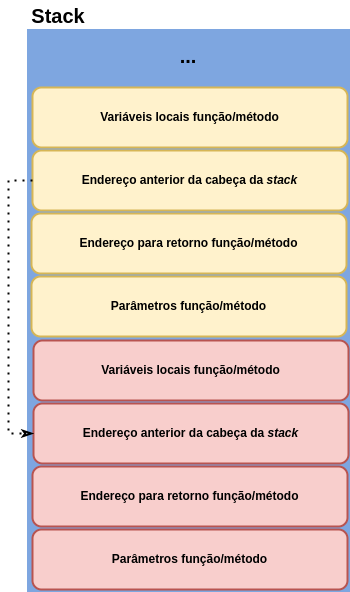 Stack
...
Variáveis locais função/método
Endereço anterior da cabeça da stack
Endereço para retorno função/método
Parâmetros função/método
Variáveis locais função/método
Endereço anterior da cabeça da stack
Endereço para retorno função/método
Parâmetros função/método